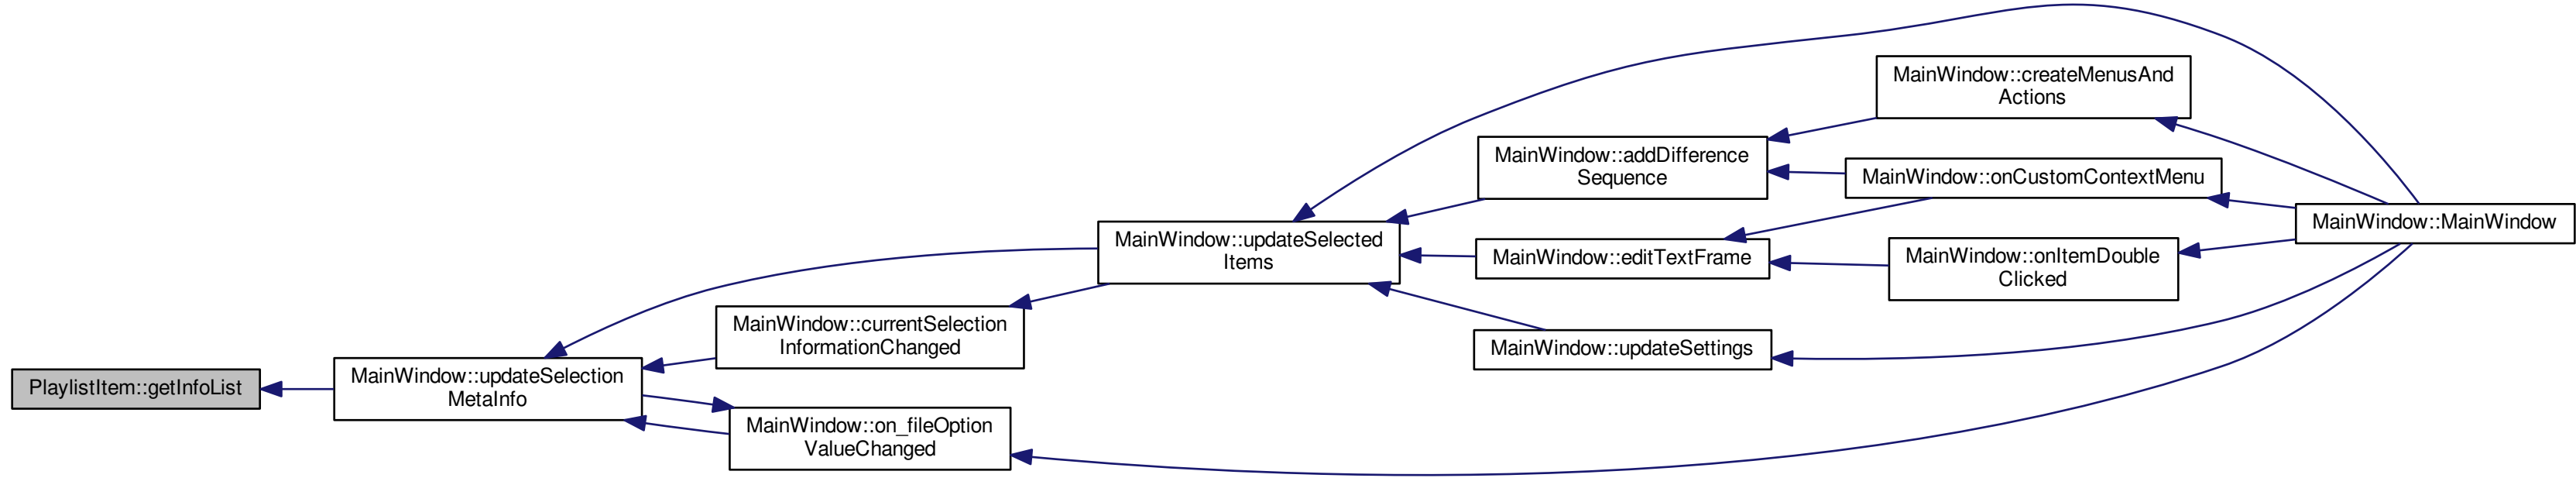 PlaylistItem::getInfoList
MainWindow::updateSelection
MetaInfo
MainWindow::currentSelection
InformationChanged
MainWindow::on_fileOption
ValueChanged
MainWindow::updateSelected
Items
MainWindow::addDifference
Sequence
MainWindow::editTextFrame
MainWindow::updateSettings
MainWindow::createMenusAnd
Actions
MainWindow::onCustomContextMenu
MainWindow::onItemDouble
Clicked
MainWindow::MainWindow